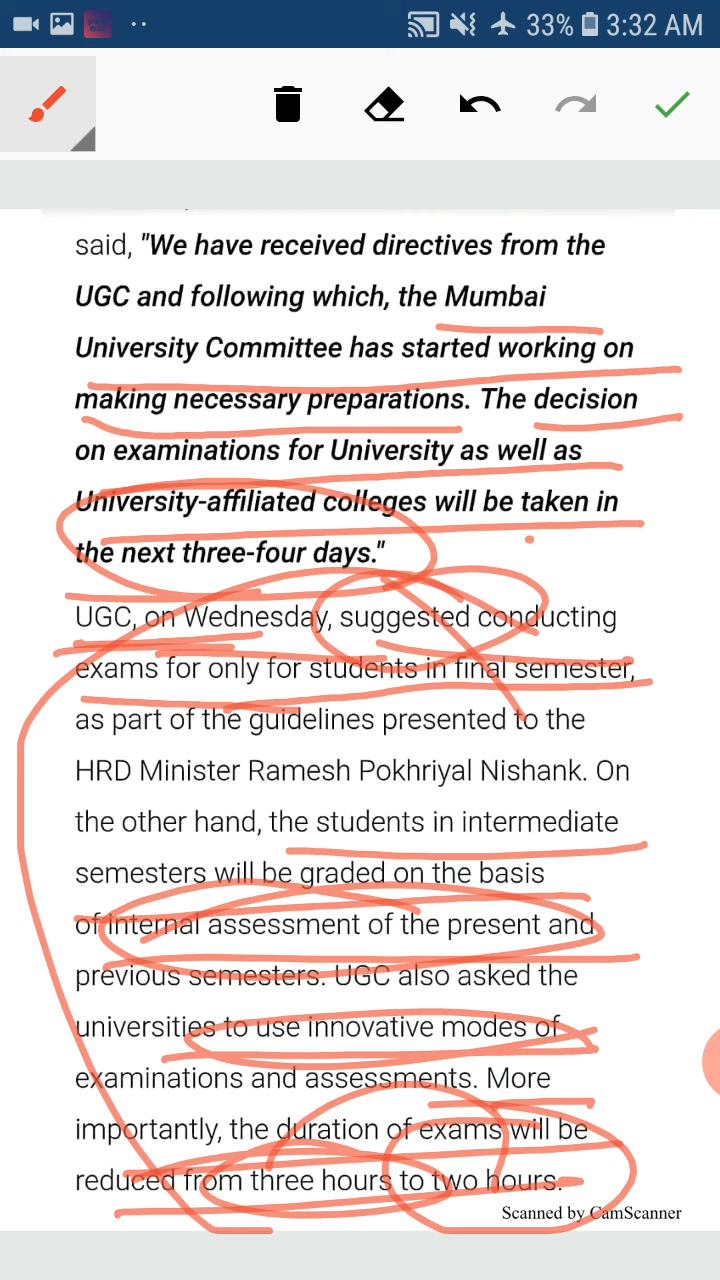 33% 3:32 AM
said, "We have received directives from the
UGC and following which, the Mumbai
University Committee has started working on
making necessary preparations. The decision
on examinations for University as well as
University-affiliated colleges will be taken in
the next three-four days."
UGC, on Wednesday, suggested conducting
exams for only for students in final semester,
as part of the guidelines presented to the
HRD Minister Ramesh Pokhriyal Nishank. On
the other hand, the students in intermediate
semesters will be graded on the basis
of internal assessment of the present and
previous semesters. UGC also asked the
universities to use innovative modes of
examinations and assessments. More
importantly, the duration of exams will be
reduced from three hours to two hours.
Scanned by CamScanner